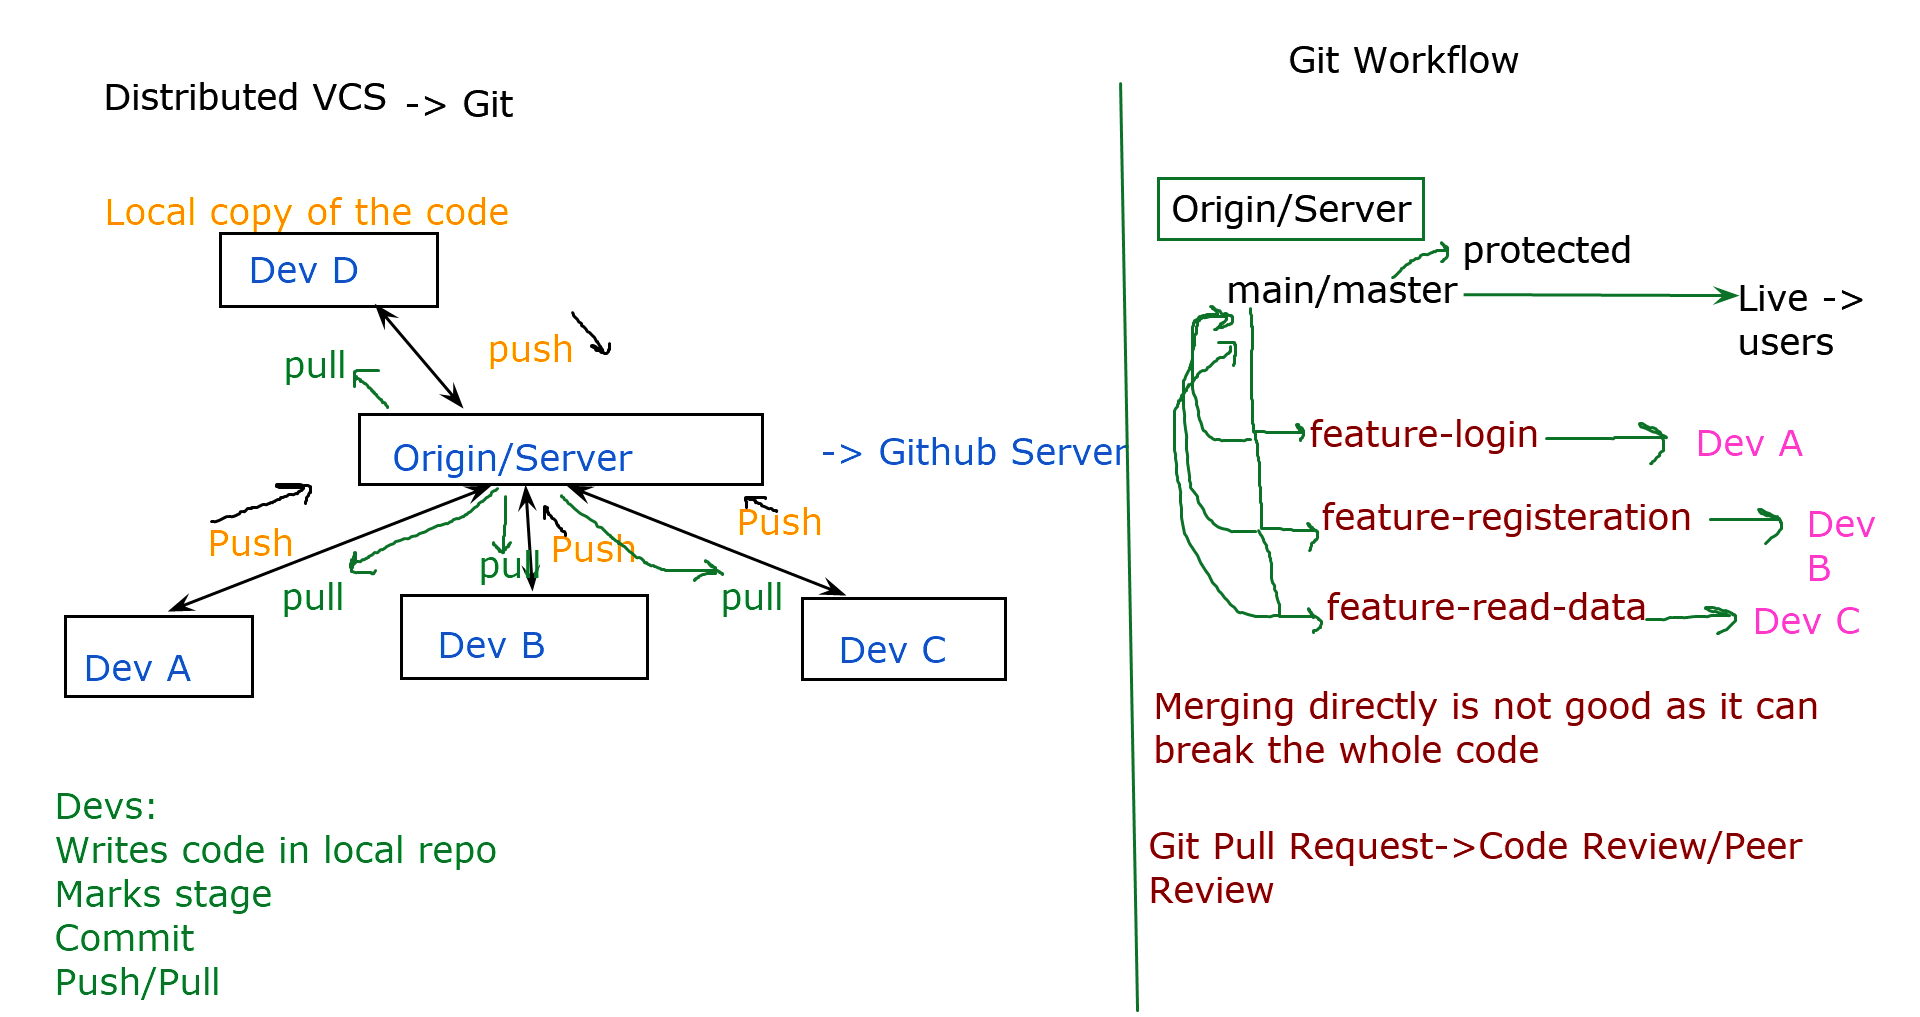 Distributed VCS -> Git
Local copy of the code
Dev D
push
pull
Origin/Server
-> Github Server
Push
Push
Push
pull
pull
pull
Dev A
Dev B
Dev C
Devs:
Writes code in local repo
Marks stage
Commit
Push/Pull
Git Workflow
Origin/Server
protected
main/master
Live ->
users
feature-login
Dev A
feature-registeration
Dev
B
feature-read-data
Dev C
Merging directly is not good as it can
break the whole code
Git Pull Request->Code Review/Peer
Review